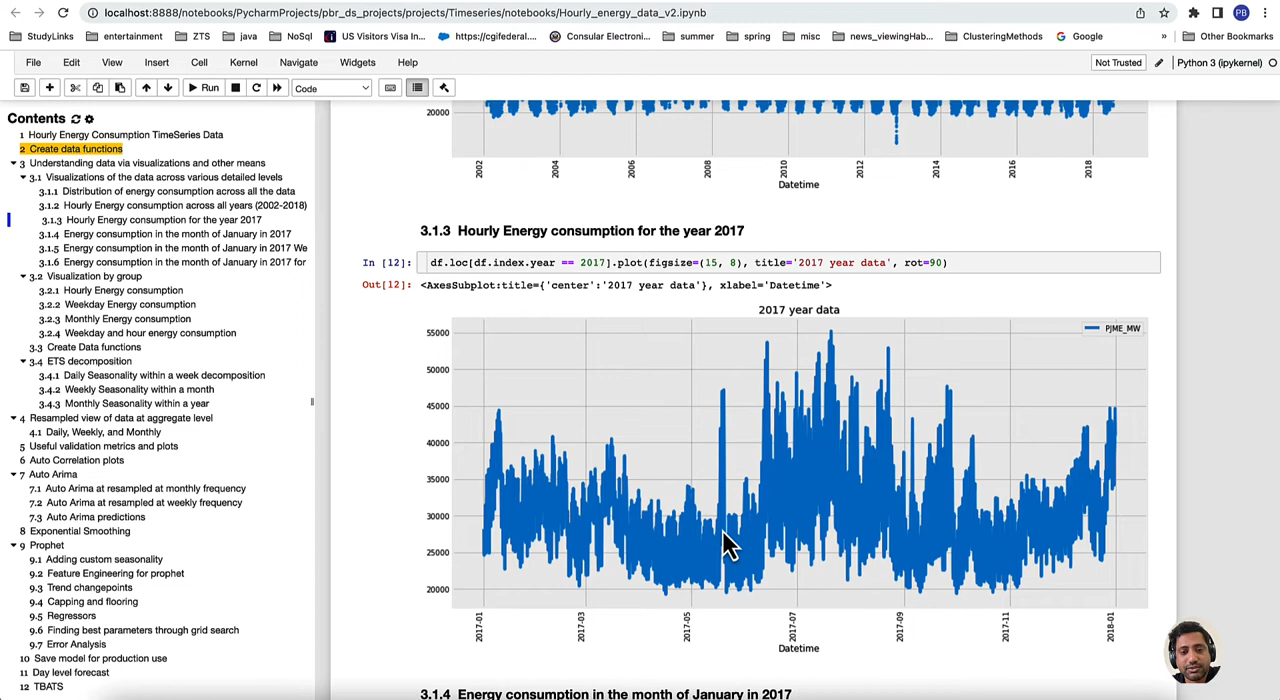 localhost:8888/notebooks/PycharmProjects/pbr_ds_projects/projects/Timeseries/notebooks/Hourly_energy_data_v2.ipynb
PB
StudyLinks entertainment ZTS java NoSql US Visitors Visa In... https://cgifederal.... Consular Electroni... summer spring misc news_viewingHab... ClusteringMethods Google » Other Bookmarks
File Edit View Insert Cell Kernel Navigate Widgets Help Not Trusted Python 3 (ipykernel)
Run Code
Contents
1 Hourly Energy Consumption TimeSeries Data
2 Create data functions
3 Understanding data via visualizations and other means
3.1 Visualizations of the data across various detailed levels
3.1.1 Distribution of energy consumption across all the data
3.1.2 Hourly Energy consumption across all years (2002-2018)
3.1.3 Hourly Energy consumption for the year 2017
3.1.4 Energy consumption in the month of January in 2017
3.1.5 Energy consumption in the month of January in 2017 We
3.1.6 Energy consumption in the month of January in 2017 for
3.2 Visualization by group
3.2.1 Hourly Energy consumption
3.2.2 Weekday Energy consumption
3.2.3 Monthly Energy consumption
3.2.4 Weekday and hour energy consumption
3.3 Create Data functions
3.4 ETS decomposition
3.4.1 Daily Seasonality within a week decomposition
3.4.2 Weekly Seasonality within a month
3.4.3 Monthly Seasonality within a year
4 Resampled view of data at aggregate level
4.1 Daily, Weekly, and Monthly
5 Useful validation metrics and plots
6 Auto Correlation plots
7 Auto Arima
7.1 Auto Arima at resampled at monthly frequency
7.2 Auto Arima at resampled at weekly frequency
7.3 Auto Arima predictions
8 Exponential Smoothing
9 Prophet
9.1 Adding custom seasonality
9.2 Feature Engineering for prophet
9.3 Trend changepoints
9.4 Capping and flooring
9.5 Regressors
9.6 Finding best parameters through grid search
9.7 Error Analysis
10 Save model for production use
11 Day level forecast
12 TBATS
20000
2002 2004 2006 2008 2010 2012 2014 2016 2018
Datetime
3.1.3 Hourly Energy consumption for the year 2017
In [12]: df.loc[df.index.year == 2017].plot(figsize=(15, 8), title='2017 year data', rot=90)
Out[12]: <AxesSubplot:title={'center':'2017 year data'}, xlabel='Datetime'>
2017 year data
PJME_MW
55000
50000
45000
40000
35000
30000
25000
20000
2017-01 2017-03 2017-05 2017-07 2017-09 2017-11 2018-01
Datetime
3.1.4 Energy consumption in the month of January in 2017